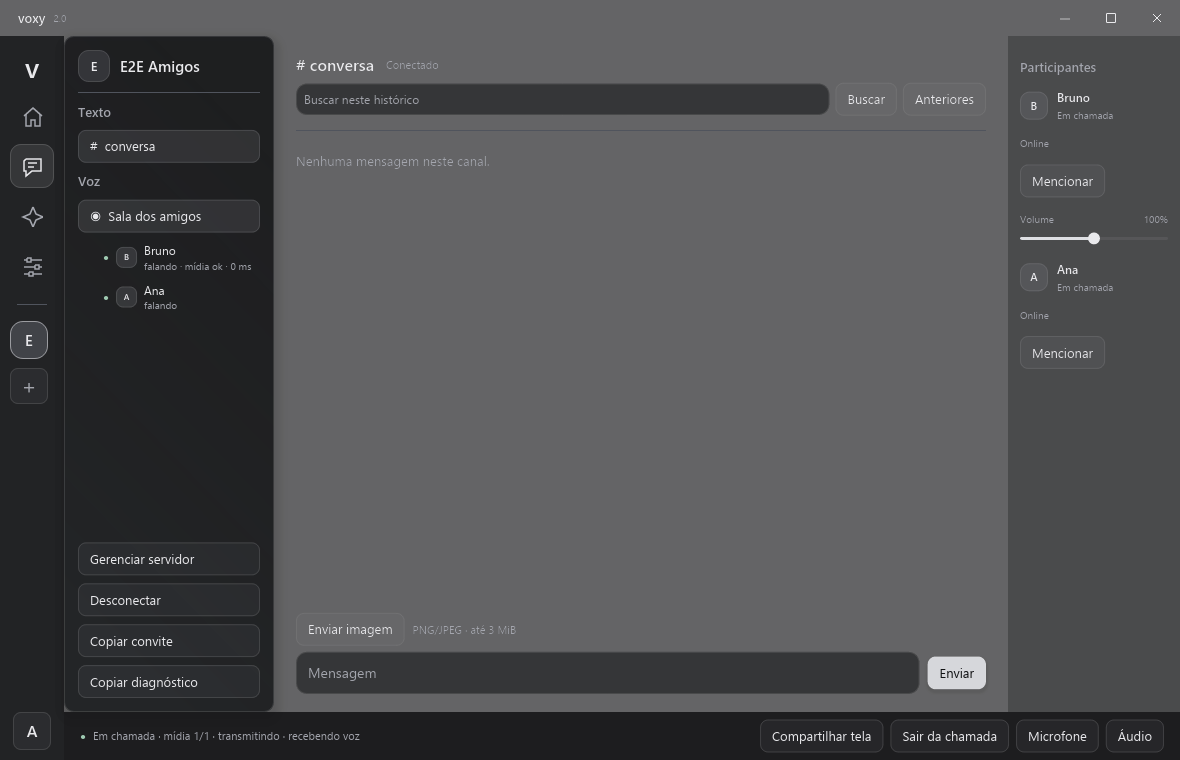 voxy 2.0
V
E E2E Amigos
Texto
# conversa
Voz
Sala dos amigos
B Bruno
falando · mídia ok · 0 ms
A Ana
falando
E
+
Gerenciar servidor
Desconectar
Copiar convite
Copiar diagnóstico
# conversa Conectado
Buscar neste histórico Buscar Anteriores
Nenhuma mensagem neste canal.
Enviar imagem PNG/JPEG · até 3 MiB
Mensagem Enviar
Participantes
B Bruno
Em chamada
Online
Mencionar
Volume 100%
A Ana
Em chamada
Online
Mencionar
A
Em chamada · mídia 1/1 · transmitindo · recebendo voz
Compartilhar tela Sair da chamada Microfone Áudio